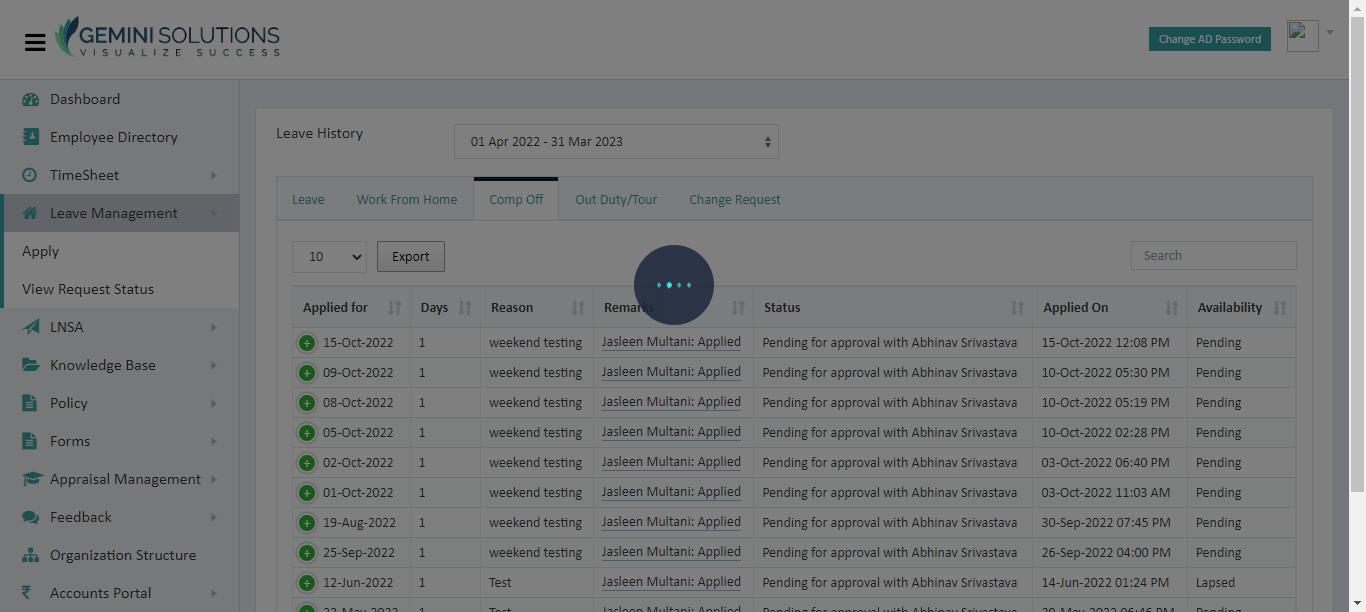 GEMINI SOLUTIONS
VISUALIZE SUCCESS
Change AD Password
Dashboard
Employee Directory
TimeSheet
Leave Management
Apply
View Request Status
LNSA
Knowledge Base
Policy
Forms
Appraisal Management
Feedback
Organization Structure
Accounts Portal
Leave History
01 Apr 2022 - 31 Mar 2023
Leave Work From Home Comp Off Out Duty/Tour Change Request
10 Export Search
Applied for Days Reason Remarks Status Applied On Availability
15-Oct-2022 1 weekend testing Jasleen Multani: Applied Pending for approval with Abhinav Srivastava 15-Oct-2022 12:08 PM Pending
09-Oct-2022 1 weekend testing Jasleen Multani: Applied Pending for approval with Abhinav Srivastava 10-Oct-2022 05:30 PM Pending
08-Oct-2022 1 weekend testing Jasleen Multani: Applied Pending for approval with Abhinav Srivastava 10-Oct-2022 05:19 PM Pending
05-Oct-2022 1 weekend testing Jasleen Multani: Applied Pending for approval with Abhinav Srivastava 10-Oct-2022 02:28 PM Pending
02-Oct-2022 1 weekend testing Jasleen Multani: Applied Pending for approval with Abhinav Srivastava 03-Oct-2022 06:40 PM Pending
01-Oct-2022 1 weekend testing Jasleen Multani: Applied Pending for approval with Abhinav Srivastava 03-Oct-2022 11:03 AM Pending
19-Aug-2022 1 weekend testing Jasleen Multani: Applied Pending for approval with Abhinav Srivastava 30-Sep-2022 07:45 PM Pending
25-Sep-2022 1 weekend testing Jasleen Multani: Applied Pending for approval with Abhinav Srivastava 26-Sep-2022 04:00 PM Pending
12-Jun-2022 1 Test Jasleen Multani: Applied Pending for approval with Abhinav Srivastava 14-Jun-2022 01:24 PM Lapsed
22-May-2022 1 Test Jasleen Multani: Applied Pending for approval with Abhinav Srivastava